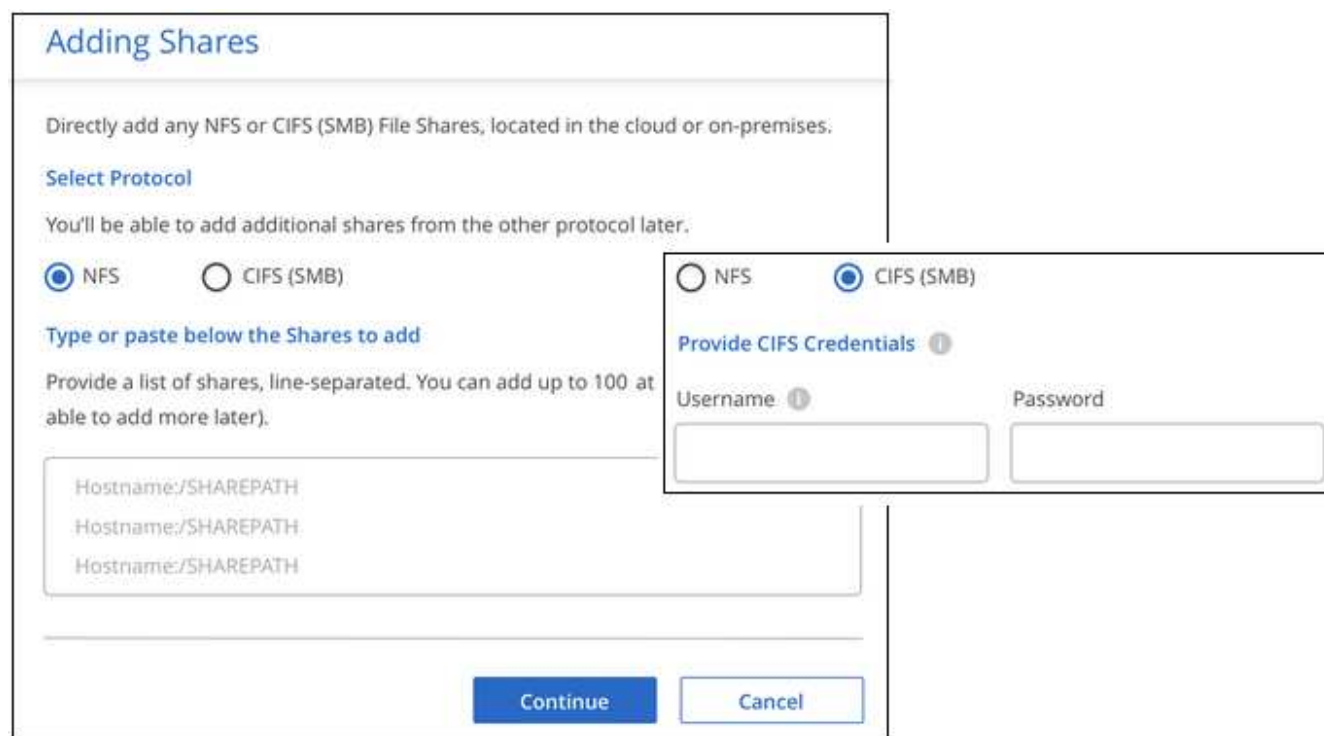 Adding Shares
Directly add any NFS or CIFS (SMB) File Shares, located in the cloud or on-premises.
Select Protocol
You'll be able to add additional shares from the other protocol later.
NFS CIFS (SMB)
Type or paste below the Shares to add
Provide a list of shares, line-separated. You can add up to 100 at
able to add more later).
Hostname:/SHAREPATH
Hostname:/SHAREPATH
Hostname:/SHAREPATH
Continue Cancel
NFS CIFS (SMB)
Provide CIFS Credentials i
Username i Password